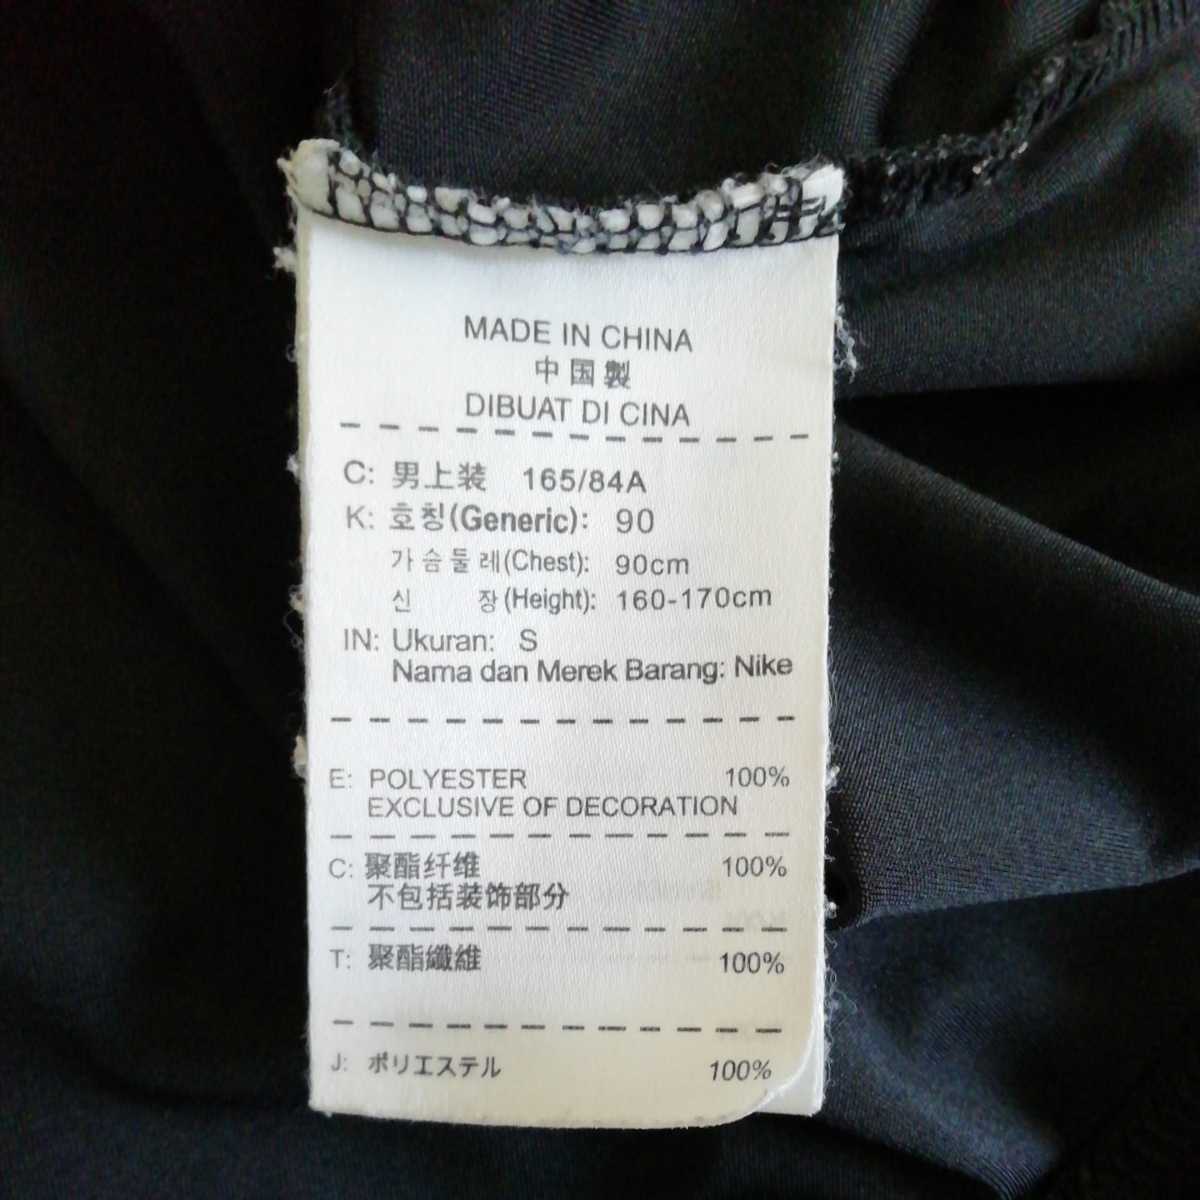 MADE IN CHINA
中国製
DIBUAT DI CINA
C: 男上装 165/84A
K: 호칭(Generic): 90
가슴둘레(Chest): 90cm
신 장(Height): 160-170cm
IN: Ukuran: S
Nama dan Merek Barang: Nike
E: POLYESTER 100%
EXCLUSIVE OF DECORATION
C: 聚酯纤维 100%
不包括装饰部分
T: 聚酯纖維 100%
J: ポリエステル 100%